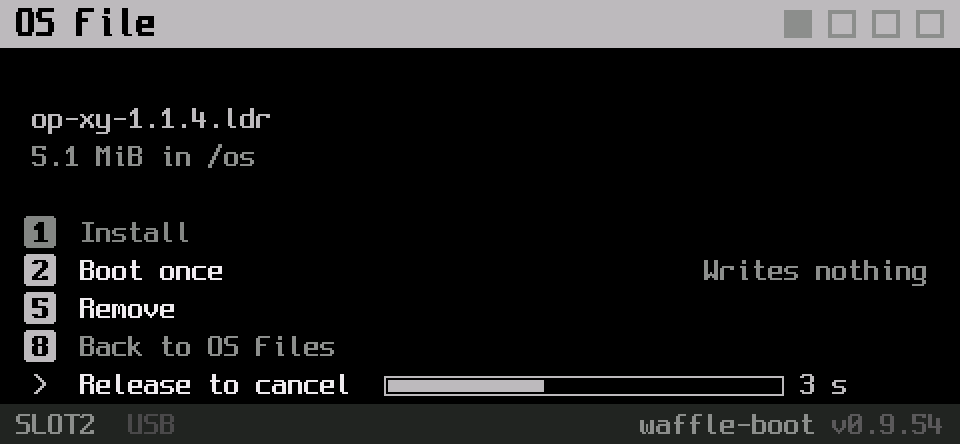 OS File
op-xy-1.1.4.ldr
5.1 MiB in /os
1 Install
2 Boot once Writes nothing
5 Remove
8 Back to OS Files
> Release to cancel 3 s
SLOT2 USB waffle-boot v0.9.54